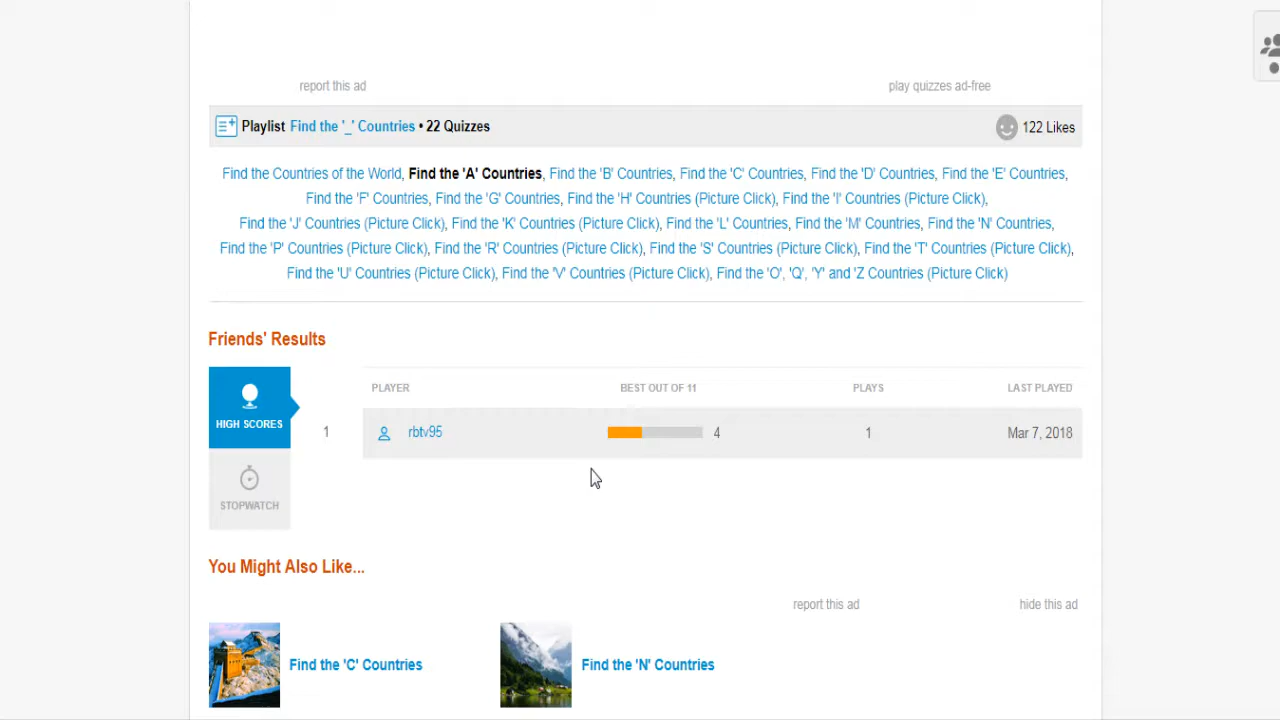 report this ad play quizzes ad-free
Playlist Find the '_' Countries • 22 Quizzes 122 Likes
Find the Countries of the World, Find the 'A' Countries, Find the 'B' Countries, Find the 'C' Countries, Find the 'D' Countries, Find the 'E' Countries,
Find the 'F' Countries, Find the 'G' Countries, Find the 'H' Countries (Picture Click), Find the 'I' Countries (Picture Click),
Find the 'J' Countries (Picture Click), Find the 'K' Countries (Picture Click), Find the 'L' Countries, Find the 'M' Countries, Find the 'N' Countries,
Find the 'P' Countries (Picture Click), Find the 'R' Countries (Picture Click), Find the 'S' Countries (Picture Click), Find the 'T' Countries (Picture Click),
Find the 'U' Countries (Picture Click), Find the 'V' Countries (Picture Click), Find the 'O', 'Q', 'Y' and 'Z Countries (Picture Click)
Friends' Results
PLAYER BEST OUT OF 11 PLAYS LAST PLAYED
HIGH SCORES
1 rbtv95 4 1 Mar 7, 2018
STOPWATCH
You Might Also Like...
report this ad hide this ad
Find the 'C' Countries Find the 'N' Countries